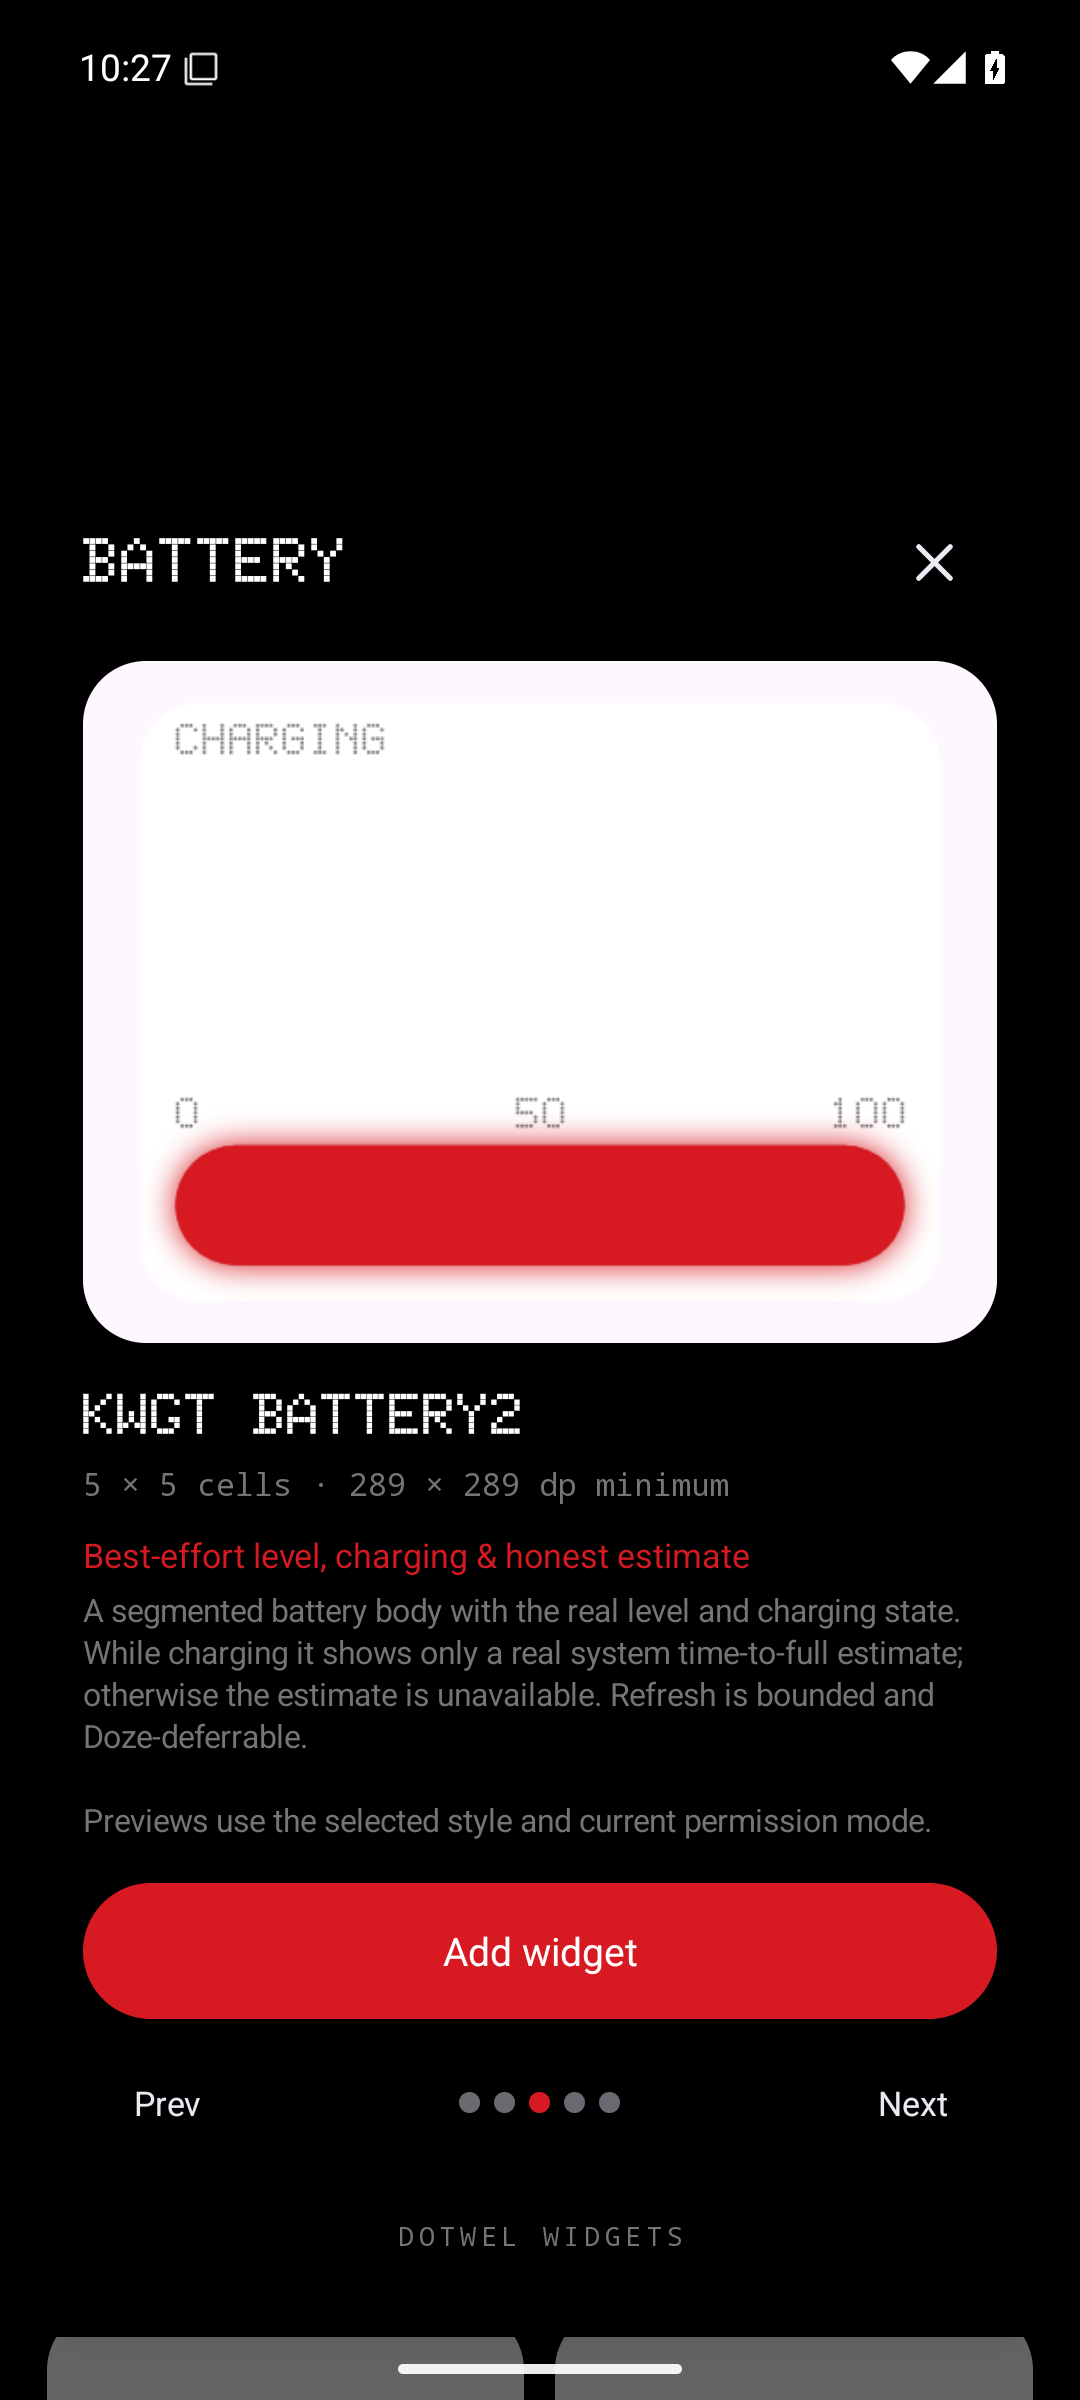 10:27
BATTERY
CHARGING
0 50 100
KWGT BATTERY2
5 × 5 cells · 289 × 289 dp minimum
Best-effort level, charging & honest estimate
A segmented battery body with the real level and charging state.
While charging it shows only a real system time-to-full estimate;
otherwise the estimate is unavailable. Refresh is bounded and
Doze-deferrable.
Previews use the selected style and current permission mode.
Add widget
Prev
Next
DOTWEL WIDGETS